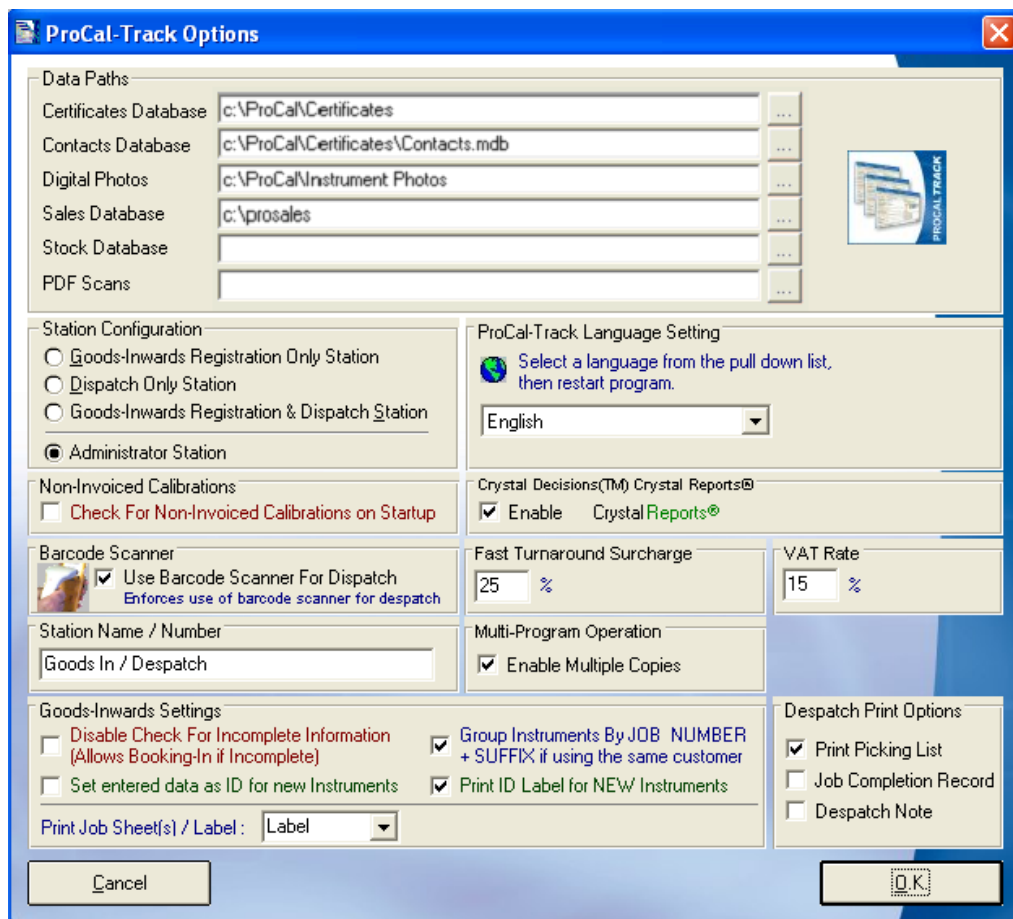 ProCal-Track Options
Data Paths
Certificates Database c:\ProCal\Certificates ...
Contacts Database c:\ProCal\Certificates\Contacts.mdb ...
Digital Photos c:\ProCal\Instrument Photos ...
Sales Database c:\prosales ...
Stock Database ...
PDF Scans ...
PROCAL TRACK
Station Configuration
Goods-Inwards Registration Only Station
Dispatch Only Station
Goods-Inwards Registration & Dispatch Station
Administrator Station
ProCal-Track Language Setting
Select a language from the pull down list,
then restart program.
English
Non-Invoiced Calibrations
Check For Non-Invoiced Calibrations on Startup
Crystal Decisions(TM) Crystal Reports®
Enable CrystalReports®
Barcode Scanner
Use Barcode Scanner For Dispatch
Enforces use of barcode scanner for despatch
Fast Turnaround Surcharge
25 %
VAT Rate
15 %
Station Name / Number
Goods In / Despatch
Multi-Program Operation
Enable Multiple Copies
Goods-Inwards Settings
Disable Check For Incomplete Information
(Allows Booking-In if Incomplete)
Set entered data as ID for new Instruments
Group Instruments By JOB NUMBER
+ SUFFIX if using the same customer
Print ID Label for NEW Instruments
Print Job Sheet(s) / Label : Label
Despatch Print Options
Print Picking List
Job Completion Record
Despatch Note
Cancel
O.K.